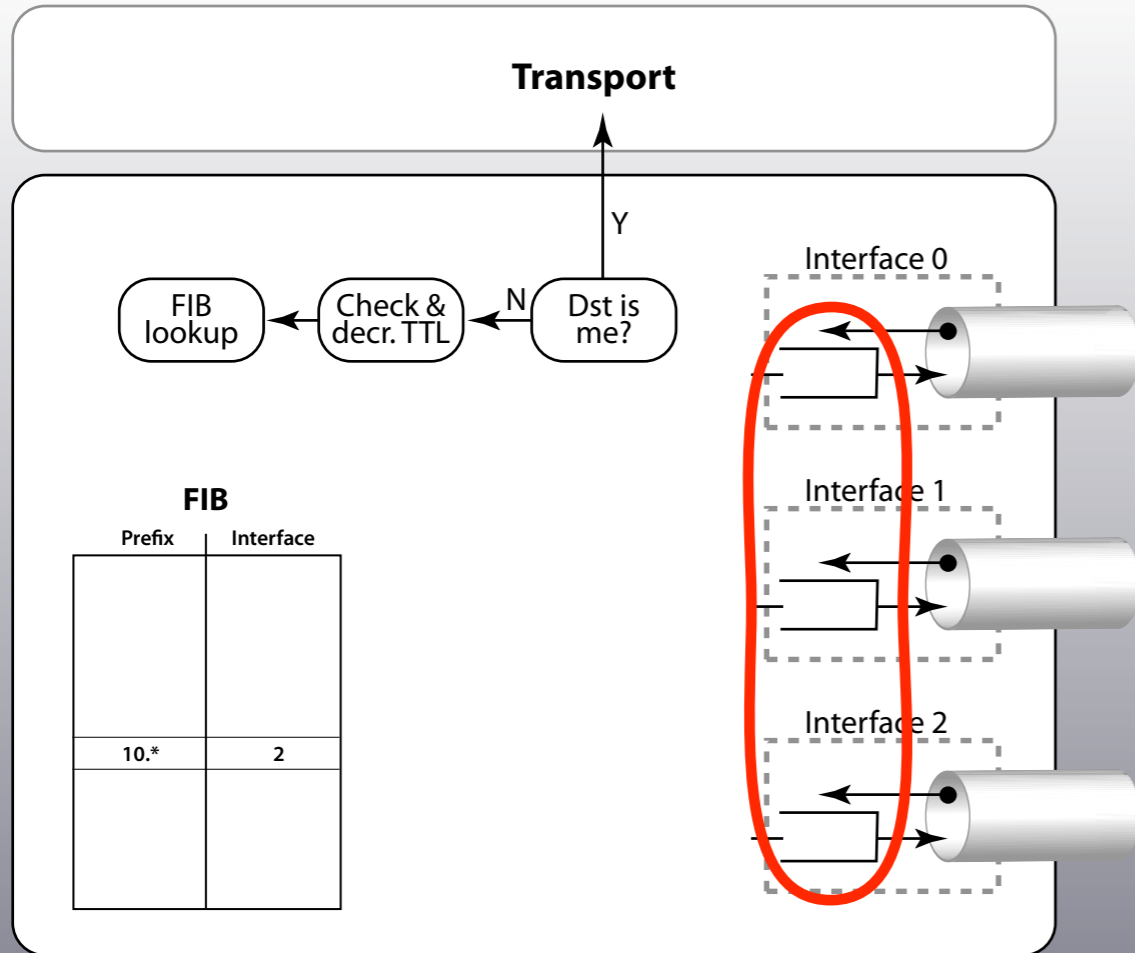 Transport
Y
N
FIB
lookup
Check &
decr. TTL
Dst is
me?
Interface 0
Interface 1
Interface 2
FIB
Prefix Interface
10.* 2